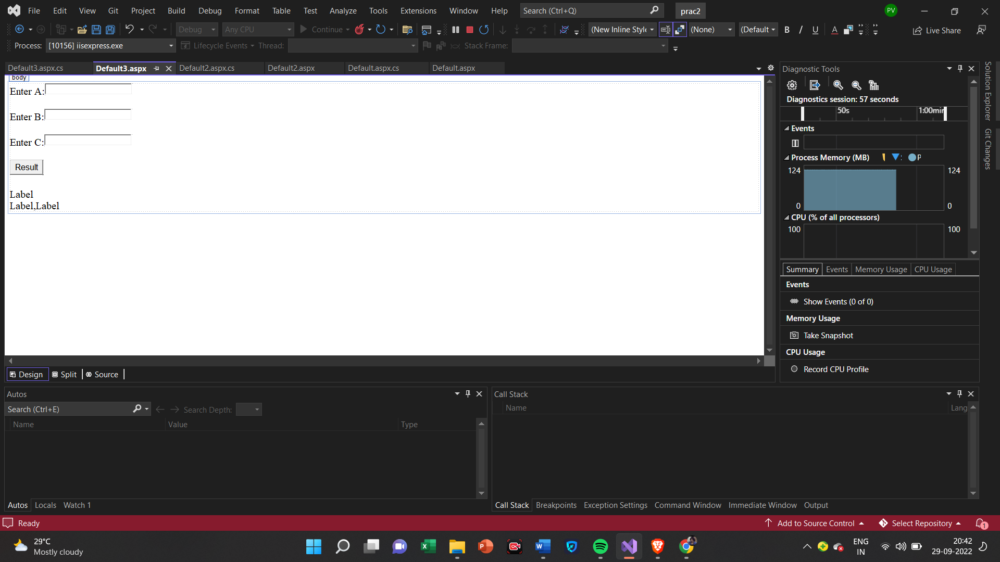 File Edit View Git Project Build Debug Format Table Test Analyze Tools Extensions Window Help Search (Ctrl+Q) prac2 PV
Debug Any CPU Continue (New Inline Style (None) (Default B I U A Live Share
Process: [10156] iisexpress.exe Lifecycle Events Thread: Stack Frame:
Default3.aspx.cs Default3.aspx Default2.aspx.cs Default2.aspx Default.aspx.cs Default.aspx
body
Enter A:
Enter B:
Enter C:
Result
Label
Label,Label
Design Split Source
Diagnostic Tools
Diagnostics session: 57 seconds
50s 1:00min
Events
Process Memory (MB) P
124 124
0 0
CPU (% of all processors)
100 100
Summary Events Memory Usage CPU Usage
Events
Show Events (0 of 0)
Memory Usage
Take Snapshot
CPU Usage
Record CPU Profile
Solution Explorer
Git Changes
Autos
Search (Ctrl+E) Search Depth:
Name Value Type
Autos Locals Watch 1
Call Stack
Name Lang
Call Stack Breakpoints Exception Settings Command Window Immediate Window Output
Ready Add to Source Control Select Repository 1
29°C
Mostly cloudy
ENG
IN
20:42
29-09-2022